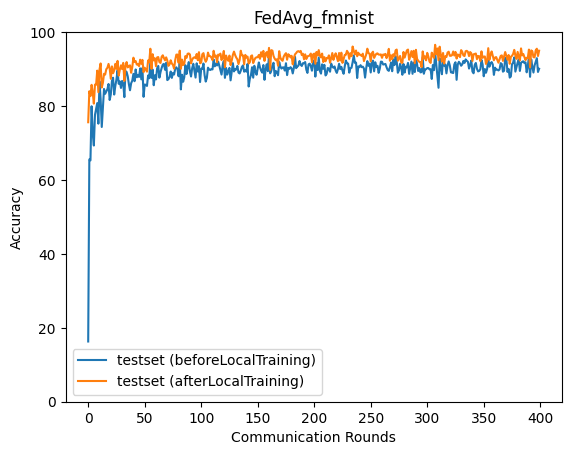 FedAvg_fmnist
Accuracy
100
80
60
40
20
0
testset (beforeLocalTraining)
testset (afterLocalTraining)
0 50 100 150 200 250 300 350 400
Communication Rounds